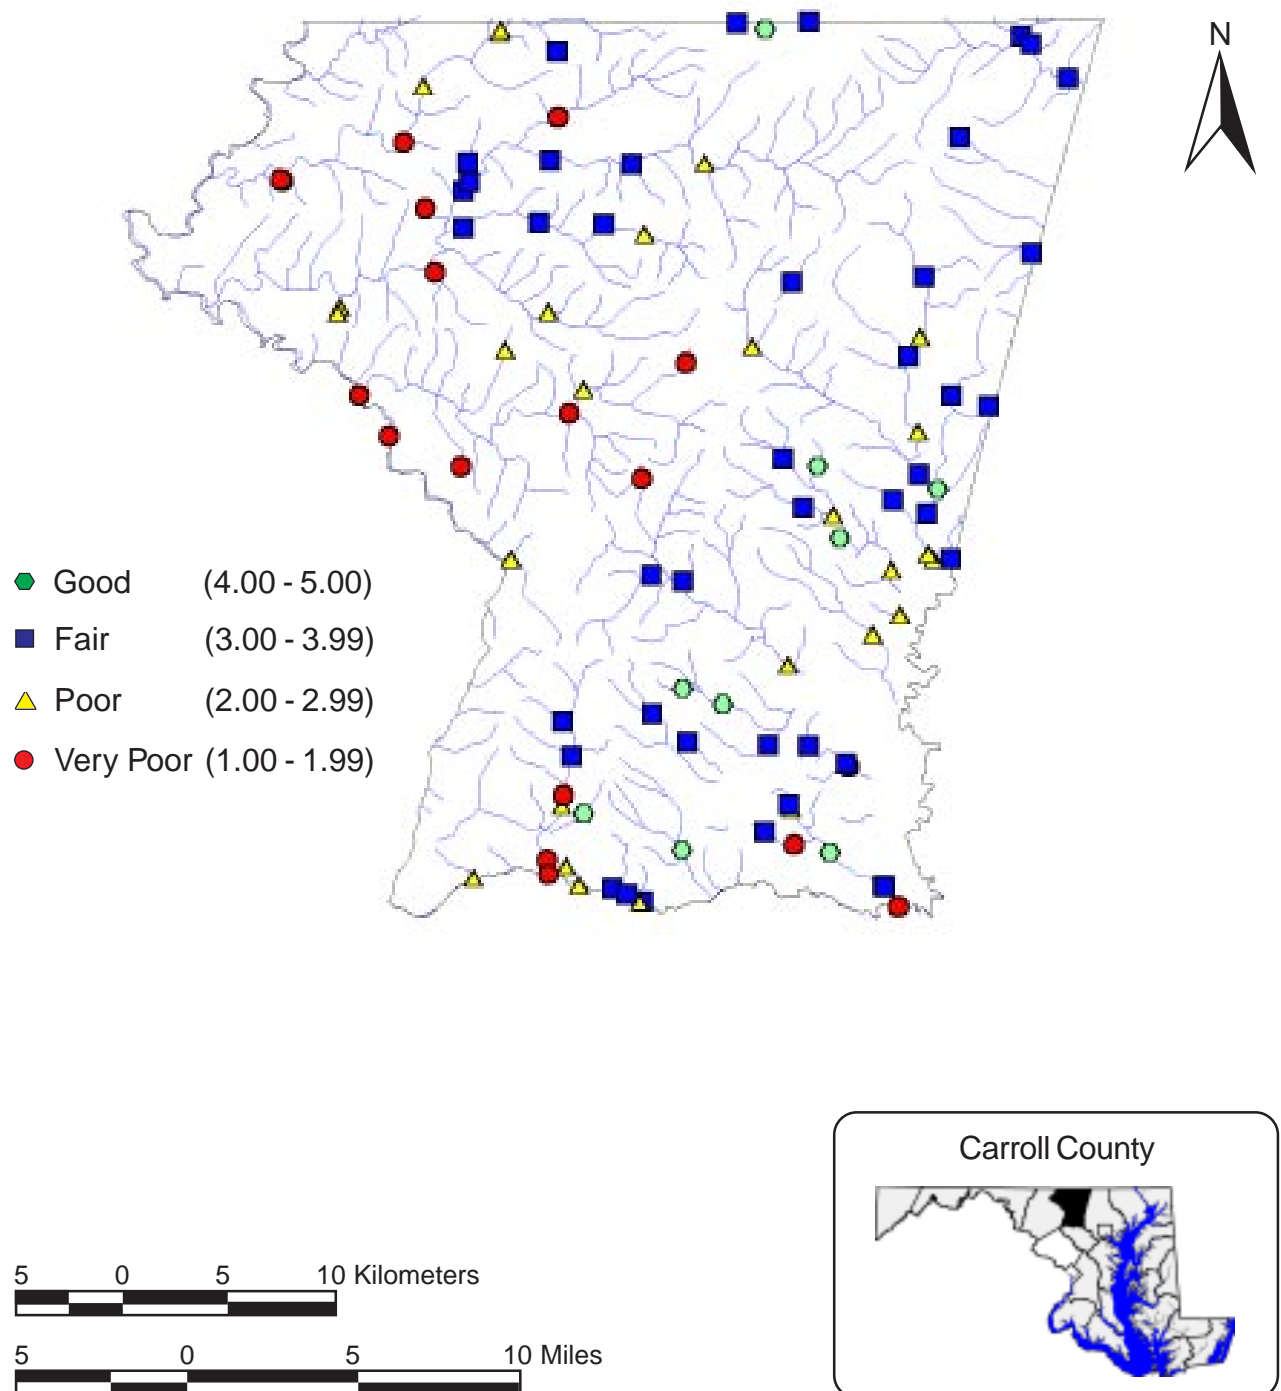 N
Good (4.00 - 5.00)
Fair (3.00 - 3.99)
Poor (2.00 - 2.99)
Very Poor (1.00 - 1.99)
Carroll County
5 0 5 10 Kilometers
5 0 5 10 Miles